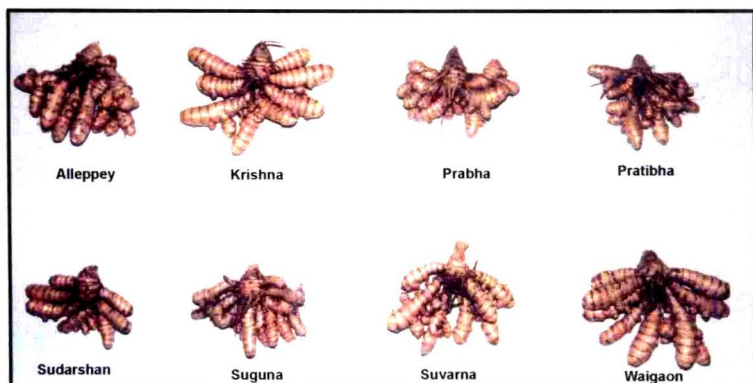 Alleppey
Krishna
Prabha
Pratibha
Sudarshan
Suguna
Suvarna
Waigaon